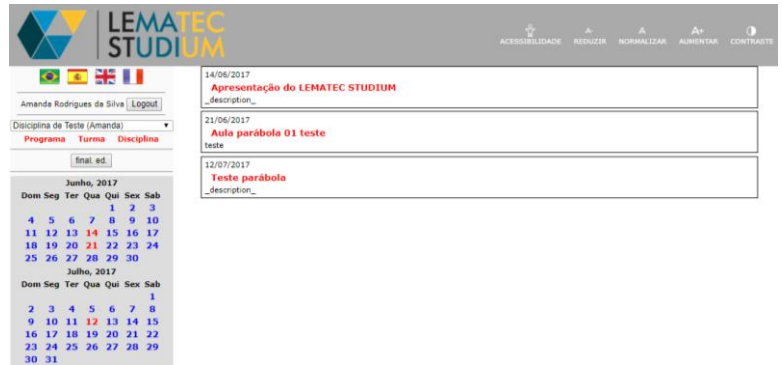 LEMATEC
STUDIUM
ACESSIBILIDADE
A-
REDUZIR
A
NORMALIZAR
A+
AUMENTAR
CONTRASTE
Amanda Rodrigues da Silva Logout
Disiciplina de Teste (Amanda)
Programa Turma Disciplina
final. ed.
Junho, 2017
Dom Seg Ter Qua Qui Sex Sab
1 2 3
4 5 6 7 8 9 10
11 12 13 14 15 16 17
18 19 20 21 22 23 24
25 26 27 28 29 30
Julho, 2017
Dom Seg Ter Qua Qui Sex Sab
1
2 3 4 5 6 7 8
9 10 11 12 13 14 15
16 17 18 19 20 21 22
23 24 25 26 27 28 29
30 31
14/06/2017
Apresentação do LEMATEC STUDIUM
_description_
21/06/2017
Aula parábola 01 teste
teste
12/07/2017
Teste parábola
_description_